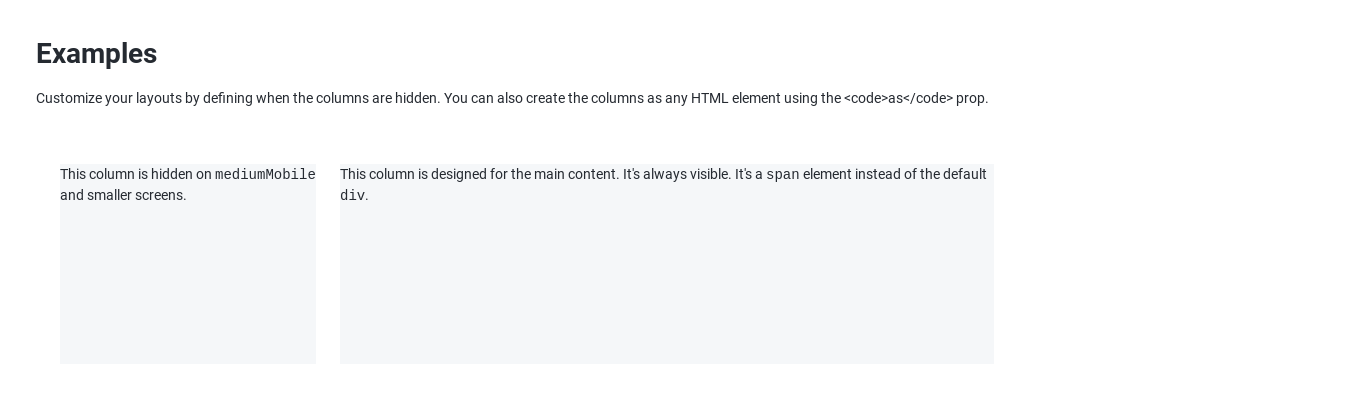 Examples
Customize your layouts by defining when the columns are hidden. You can also create the columns as any HTML element using the <code>as</code> prop.
This column is hidden on mediumMobile
and smaller screens.
This column is designed for the main content. It's always visible. It's a span element instead of the default
div.